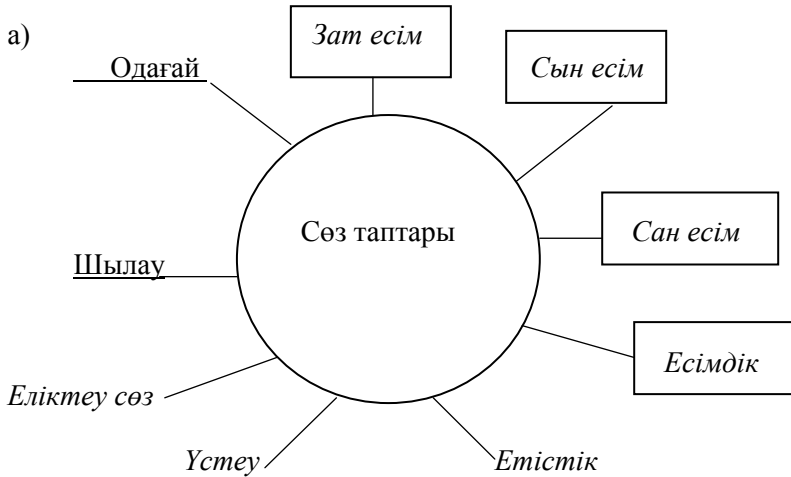 а)
Зат есім
Одағай
Сын есім
Сөз таптары
Сан есім
Шылау
Есімдік
Еліктеу сөз
Үстеу
Етістік